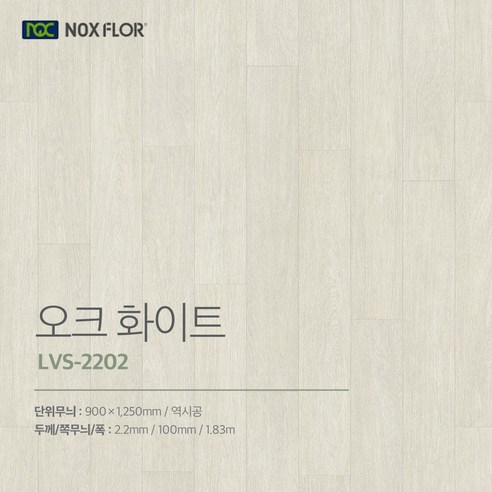 NOX NOX FLOR®
오크 화이트
LVS-2202
단위무늬 : 900×1,250mm / 역시공
두께/쪽무늬/폭 : 2.2mm / 100mm / 1.83m